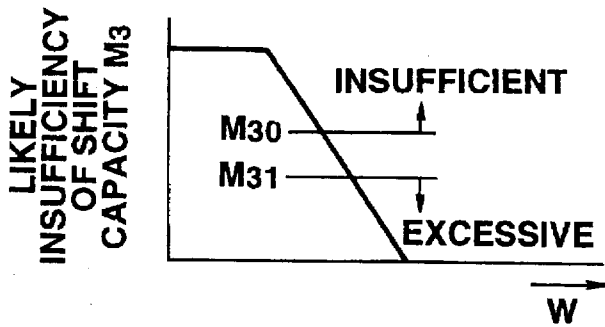 LIKELY
INSUFFICIENCY
OF SHIFT
CAPACITY M3
INSUFFICIENT
M30
M31
EXCESSIVE
W